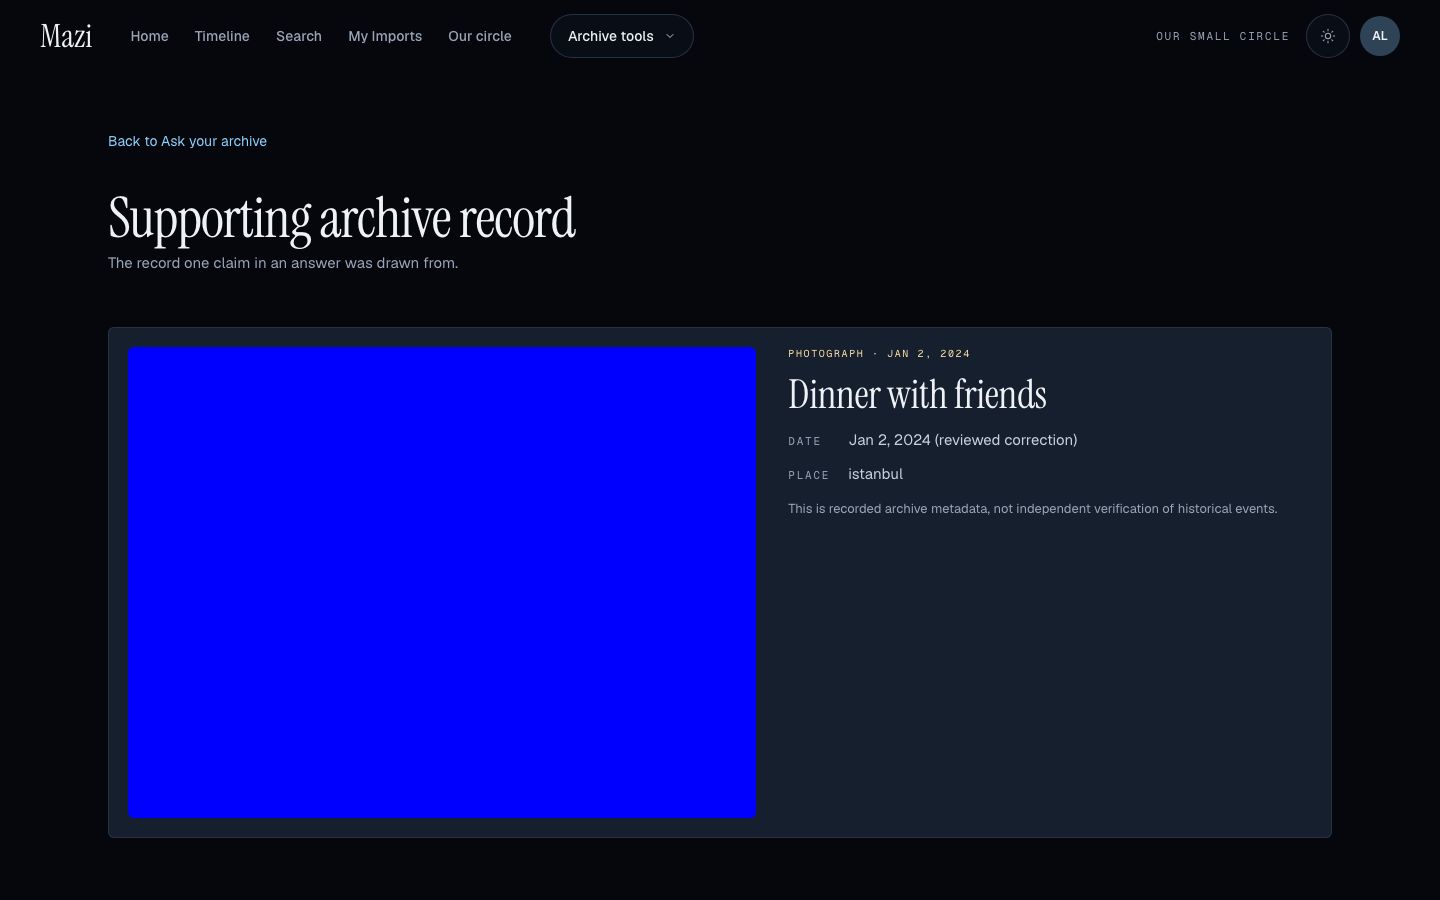 Mazi
Home
Timeline
Search
My Imports
Our circle
Archive tools
OUR SMALL CIRCLE
AL
Back to Ask your archive
Supporting archive record
The record one claim in an answer was drawn from.
PHOTOGRAPH · JAN 2, 2024
Dinner with friends
DATE Jan 2, 2024 (reviewed correction)
PLACE istanbul
This is recorded archive metadata, not independent verification of historical events.